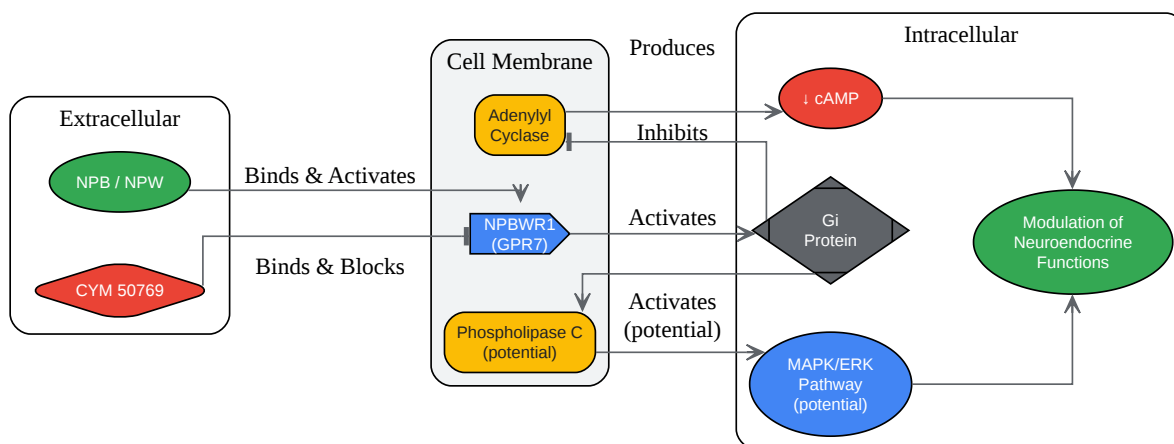 Extracellular
NPB / NPW
CYM 50769
Binds & Activates
Binds & Blocks
Cell Membrane
Adenylyl
Cyclase
NPBWR1
(GPR7)
Phospholipase C
(potential)
Produces
Inhibits
Activates
Activates
(potential)
Intracellular
↓ cAMP
Gi
Protein
MAPK/ERK
Pathway
(potential)
Modulation of
Neuroendocrine
Functions